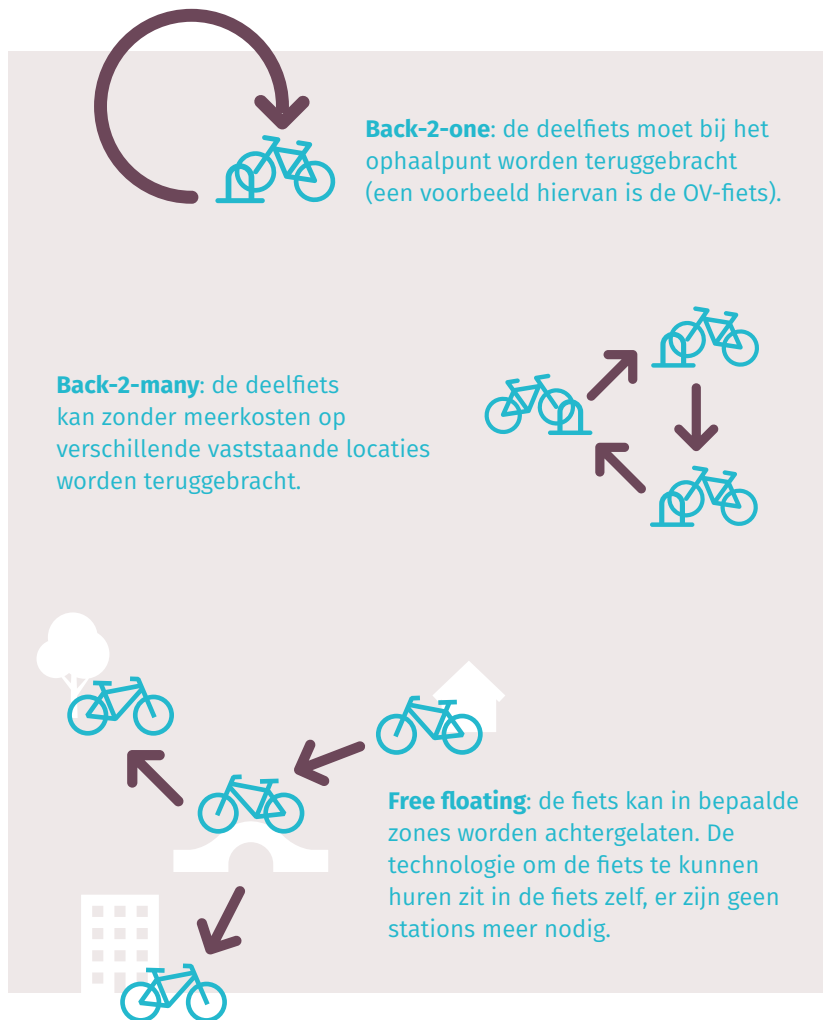 Back-2-one: de deelfiets moet bij het
ophaalpunt worden teruggebracht
(een voorbeeld hiervan is de OV-fiets).
Back-2-many: de deelfiets
kan zonder meerkosten op
verschillende vaststaande locaties
worden teruggebracht.
Free floating: de fiets kan in bepaalde
zones worden achtergelaten. De
technologie om de fiets te kunnen
huren zit in de fiets zelf, er zijn geen
stations meer nodig.